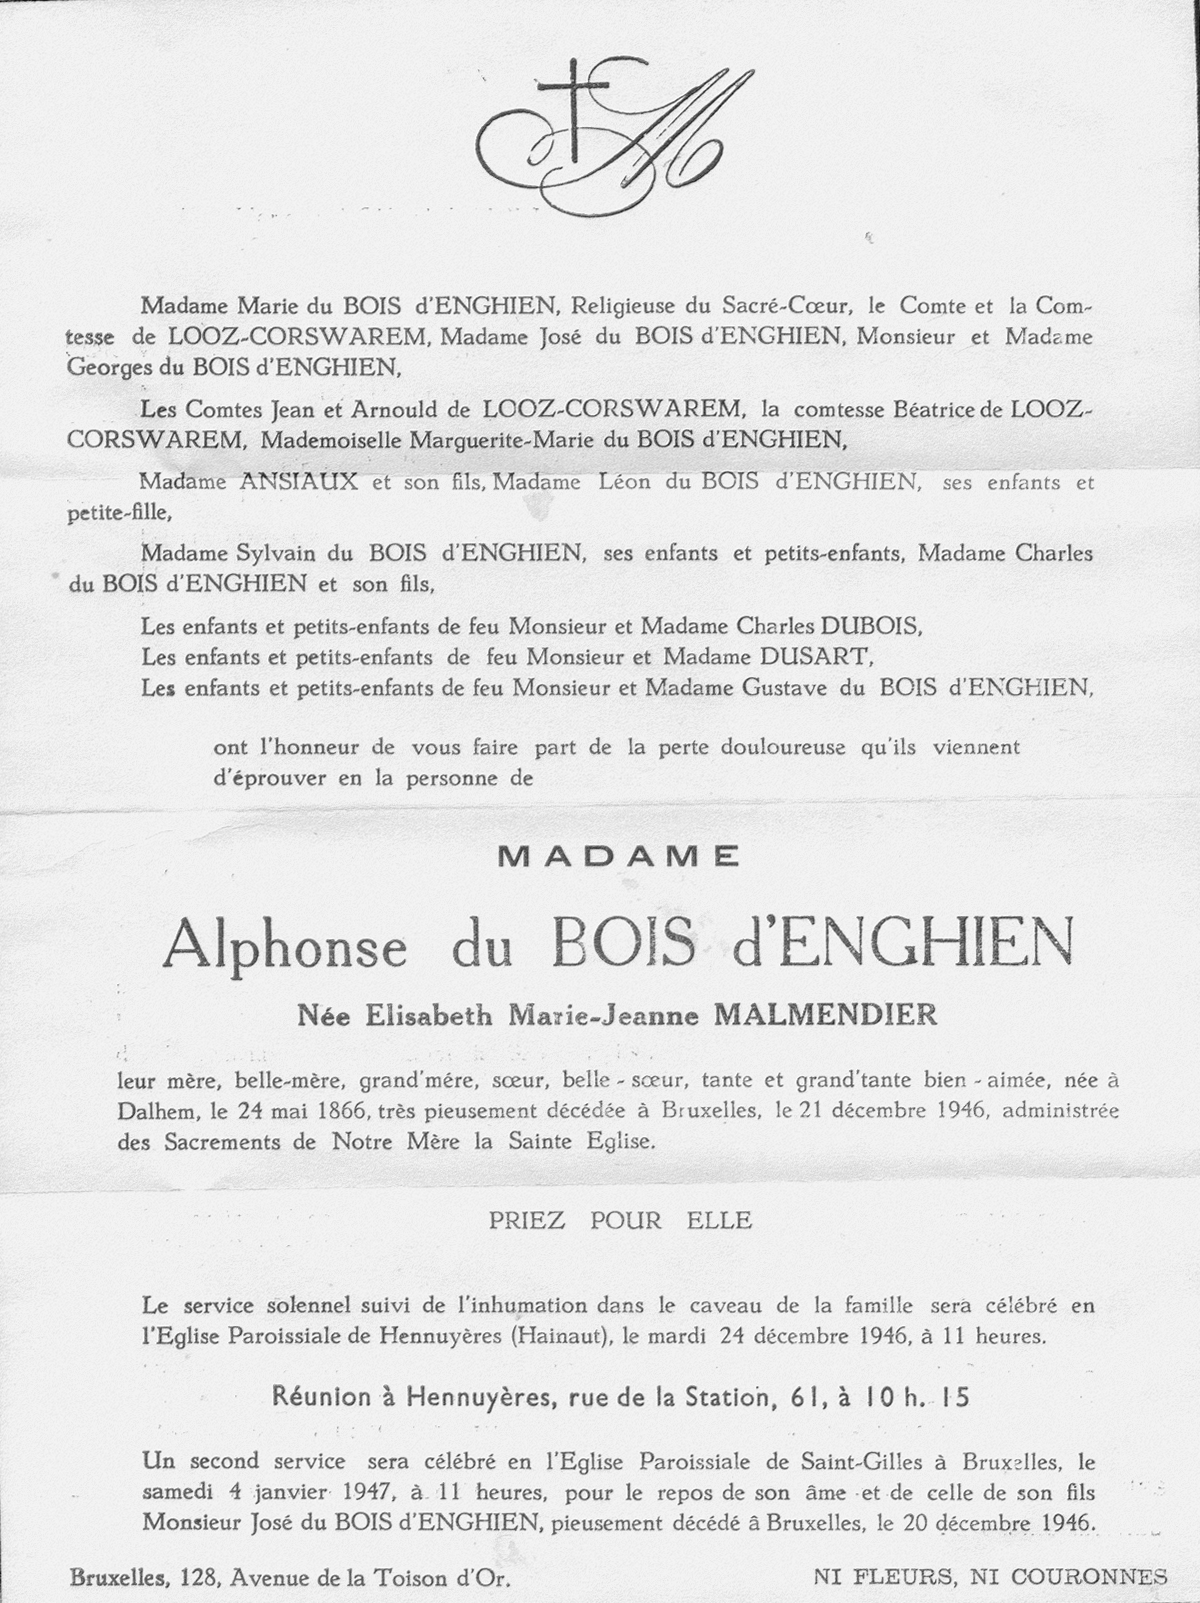 M
Madame Marie du BOIS d'ENGHIEN, Religieuse du Sacré-Cœur, le Comte et la Com-
tesse de LOOZ-CORSWAREM, Madame José du BOIS d'ENGHIEN, Monsieur et Madame
Georges du BOIS d'ENGHIEN,
Les Comtes Jean et Arnould de LOOZ-CORSWAREM, la comtesse Béatrice de LOOZ-
CORSWAREM, Mademoiselle Marguerite-Marie du BOIS d'ENGHIEN,
Madame ANSIAUX et son fils, Madame Léon du BOIS d'ENGHIEN, ses enfants et
petite-fille,
Madame Sylvain du BOIS d'ENGHIEN, ses enfants et petits-enfants, Madame Charles
du BOIS d'ENGHIEN et son fils,
Les enfants et petits-enfants de feu Monsieur et Madame Charles DUBOIS,
Les enfants et petits-enfants de feu Monsieur et Madame DUSART,
Les enfants et petits-enfants de feu Monsieur et Madame Gustave du BOIS d'ENGHIEN,
ont l'honneur de vous faire part de la perte douloureuse qu'ils viennent
d'éprouver en la personne de
MADAME
Alphonse du BOIS d'ENGHIEN
Née Elisabeth Marie-Jeanne MALMENDIER
leur mère, belle-mère, grand'mére, sœur, belle - sœur, tante et grand'tante bien - aimée, née à
Dalhem, le 24 mai 1866, très pieusement décédée à Bruxelles, le 21 décembre 1946, administrée
des Sacrements de Notre Mère la Sainte Eglise.
PRIEZ POUR ELLE
Le service solennel suivi de l'inhumation dans le caveau de la famille sera célébré en
l'Eglise Paroissiale de Hennuyères (Hainaut), le mardi 24 décembre 1946, à 11 heures.
Réunion à Hennuyères, rue de la Station, 61, à 10 h. 15
Un second service sera célébré en l'Eglise Paroissiale de Saint-Gilles à Bruxelles, le
samedi 4 janvier 1947, à 11 heures, pour le repos de son âme et de celle de son fils
Monsieur José du BOIS d'ENGHIEN, pieusement décédé â Bruxelles, le 20 décembre 1946.
Bruxelles, 128, Avenue de la Toison d'Or.
NI FLEURS, NI COURONNES